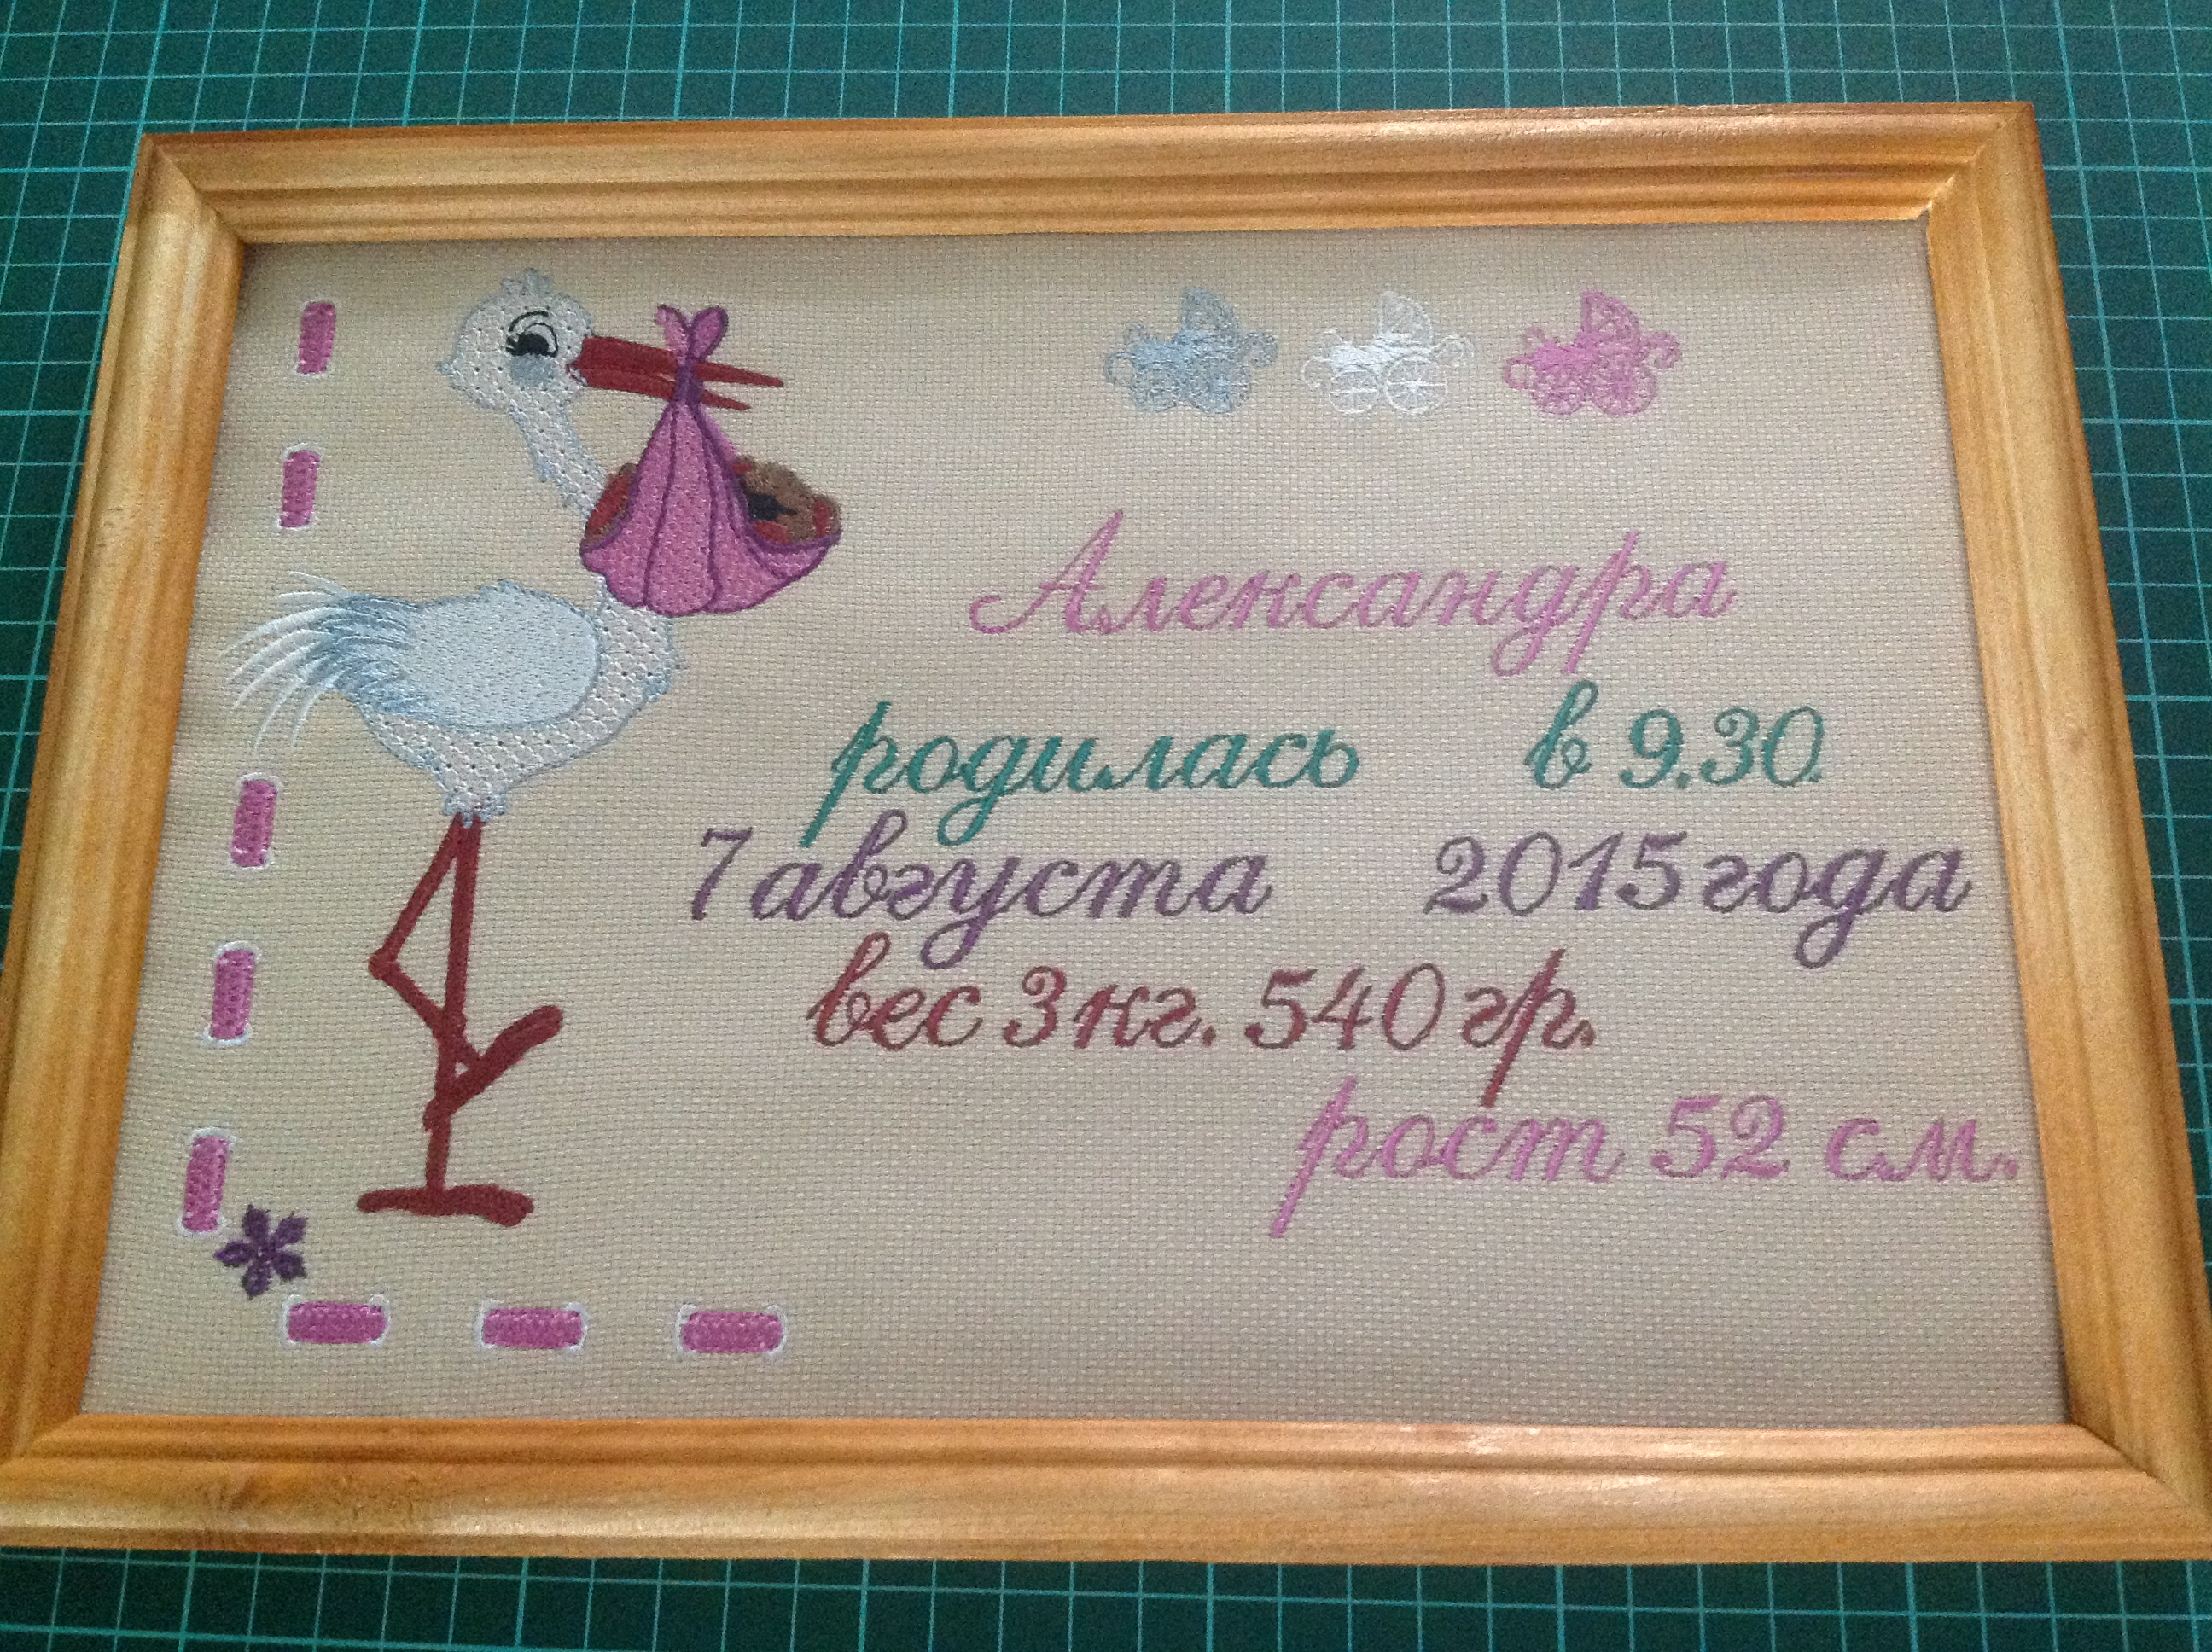 Александра
родилась в 9.30
7 августа 2015 года
вес 3 кг. 540 гр.
рост 52 см.